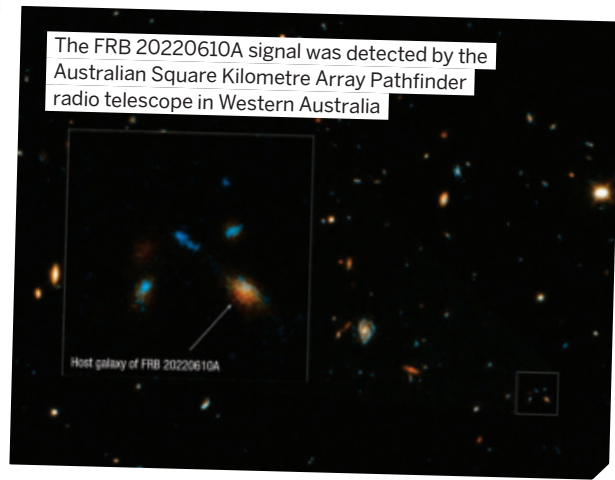 The FRB 20220610A signal was detected by the
Australian Square Kilometre Array Pathfinder
radio telescope in Western Australia
Host galaxy of FRB 20220610A